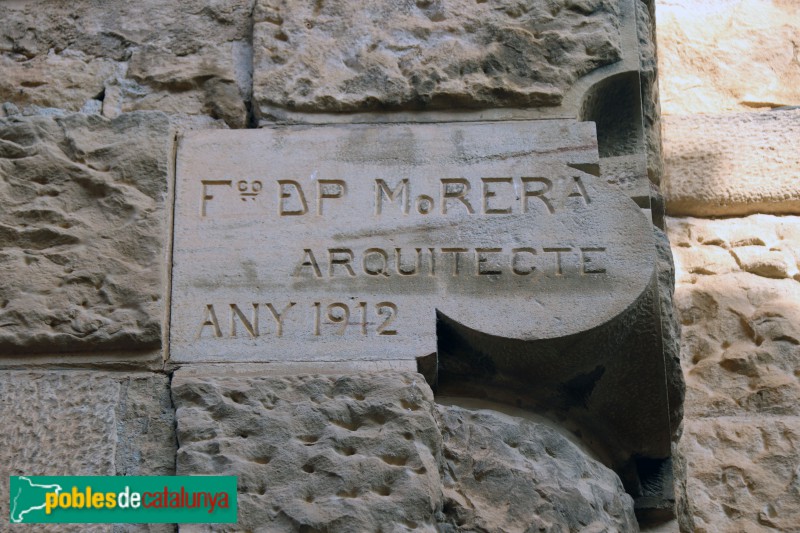 Fco DP MoRERA
ARQUITECTE
ANY 1912
poblesdecatalunya